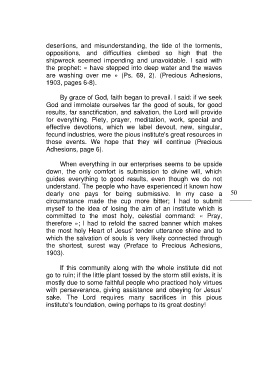 desertions, and misunderstanding, the tide of the torments,
oppositions, and difficulties climbed so high that the
shipwreck seemed impending and unavoidable. I said with
the prophet: « have stepped into deep water and the waves
are washing over me » (Ps. 69, 2). (Precious Adhesions,
1903, pages 6-8).
By grace of God, faith began to prevail. I said: if we seek
God and immolate ourselves far the good of souls, for good
results, far sanctification, and salvation, the Lord will provide
for everything. Piety, prayer, meditation, work, special and
effective devotions, which we label devout, new, singular,
fecund industries, were the pious institute's great resources in
those events. We hope that they will continue (Precious
Adhesions, page 6).
When everything in our enterprises seems to be upside
down, the only comfort is submission to divine will, which
guides everything to good results, even though we do not
understand. The people who have experienced it known how
dearly one pays for being submissive. In my case a
circumstance made the cup more bitter; I had to submit
myself to the idea of losing the aim of an institute which is
committed to the most holy, celestial command: « Pray,
therefore »; I had to refold the sacred banner which makes
the most holy Heart of Jesus' tender utterance shine and to
which the salvation of souls is very likely connected through
the shortest, surest way (Preface to Precious Adhesions,
1903).
If this community along with the whole institute did not
go to ruin; if the little plant tossed by the storm still exists, it is
mostly due to some faithful people who practiced holy virtues
with perseverance, giving assistance and obeying for Jesus'
sake. The Lord requires many sacrifices in this pious
institute's foundation, owing perhaps to its great destiny!
50